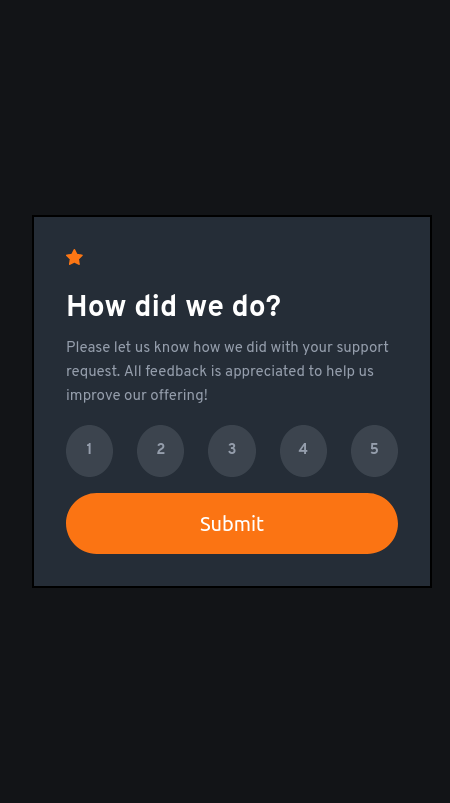 How did we do?
Please let us know how we did with your support
request. All feedback is appreciated to help us
improve our offering!
1 2 3 4 5
Submit